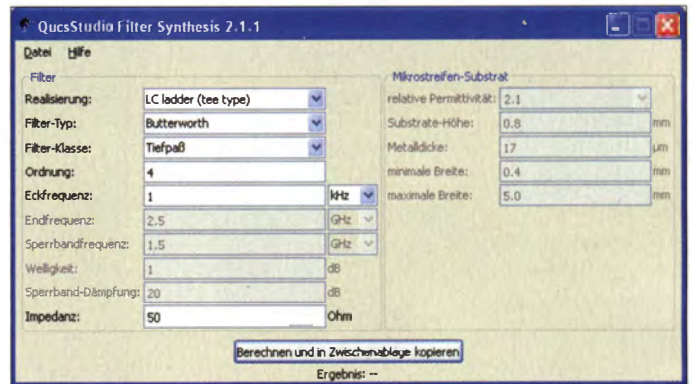 QucsStudio Filter Synthesis 2.1.1
Datei Hilfe
Filter
Realisierung: LC ladder (tee type)
Filter-Typ: Butterworth
Filter-Klasse: Tiefpaß
Ordnung: 4
Eckfrequenz: 1 kHz
Endfrequenz: 2.5 GHz
Sperrbandfrequenz: 1.5 GHz
Welligkeit: 1 dB
Sperrband-Dämpfung: 20 dB
Impedanz: 50 Ohm
Mikrostreifen-Substrat
relative Permittivität: 2.1
Substrate-Höhe: 0.8 mm
Metalldicke: 17 µm
minimale Breite: 0.4 mm
maximale Breite: 5.0 mm
Berechnen und in Zwischenablage kopieren
Ergebnis: --